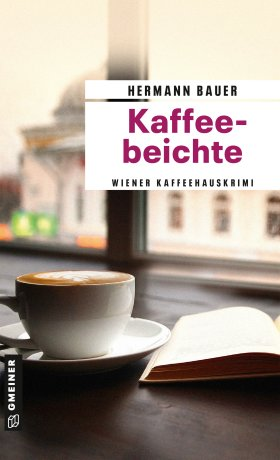 HERMANN BAUER
Kaffee-
beichte
WIENER KAFFEEHAUSKRIMI
GMEINER